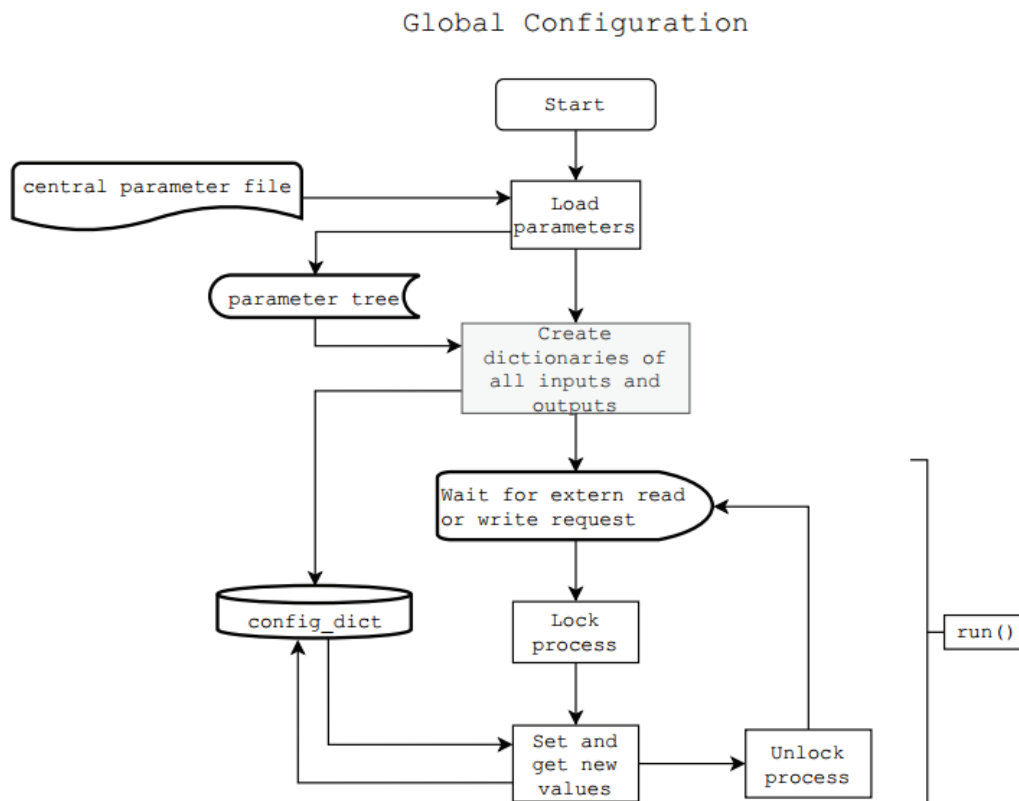 Global Configuration
Start
central parameter file
Load
parameters
parameter tree
Create
dictionaries of
all inputs and
outputs
Wait for extern read
or write request
config_dict
Lock
process
run()
Set and
get new
values
Unlock
process